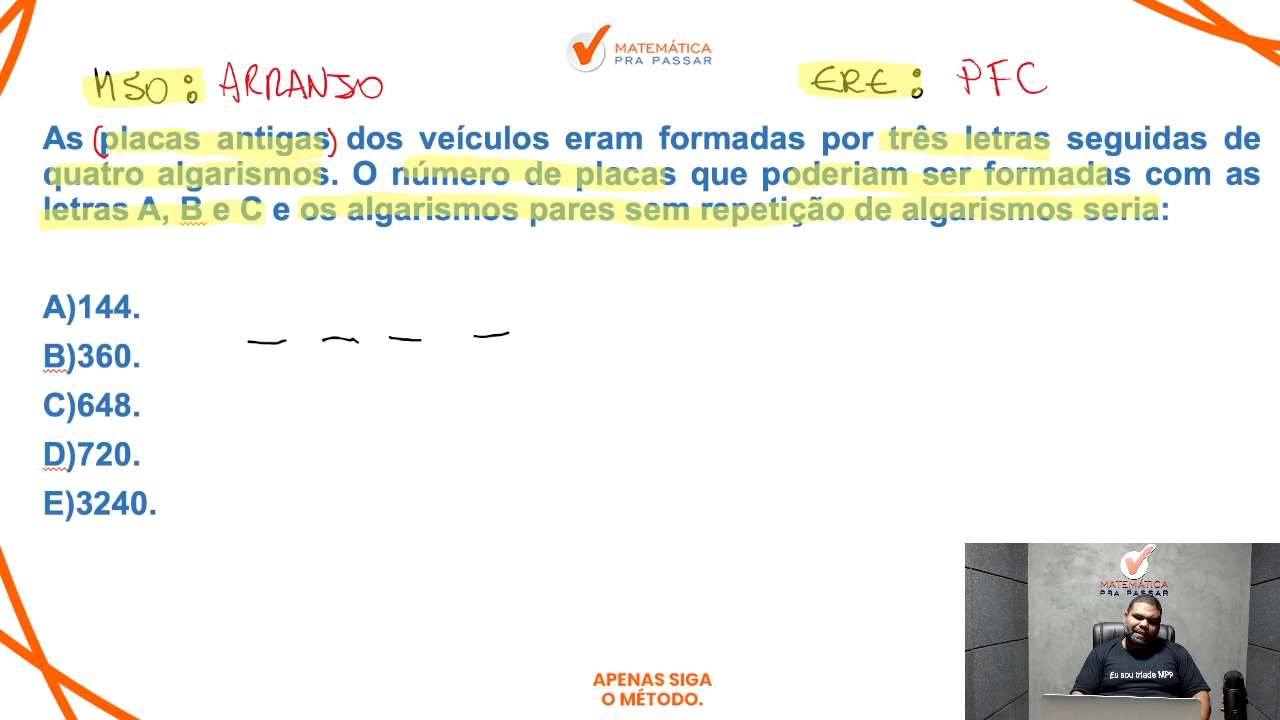 MATEMÁTICA
PRA PASSAR
MSO: ARRANJO
ERE: PFC
As (placas antigas) dos veículos eram formadas por três letras seguidas de
quatro algarismos. O número de placas que poderiam ser formadas com as
letras A, B e C e os algarismos pares sem repetição de algarismos seria:
A)144.
B)360.
C)648.
D)720.
E)3240.
MATEMÁTICA
PRA PASSAR
Eu sou tríade MPP
APENAS SIGA
O MÉTODO.